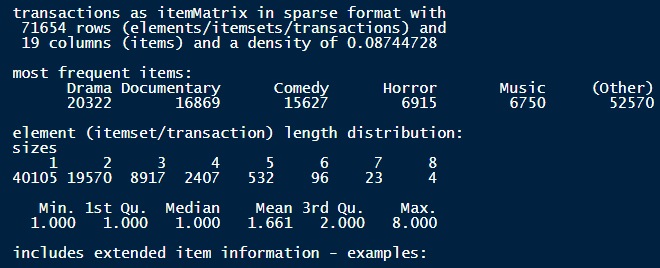 transactions as itemMatrix in sparse format with
71654 rows (elements/itemsets/transactions) and
19 columns (items) and a density of 0.08744728
most frequent items:
Drama Documentary Comedy Horror Music (Other)
20322 16869 15627 6915 6750 52570
element (itemset/transaction) length distribution:
sizes
1 2 3 4 5 6 7 8
40105 19570 8917 2407 532 96 23 4
Min. 1st Qu. Median Mean 3rd Qu. Max.
1.000 1.000 1.000 1.661 2.000 8.000
includes extended item information - examples: